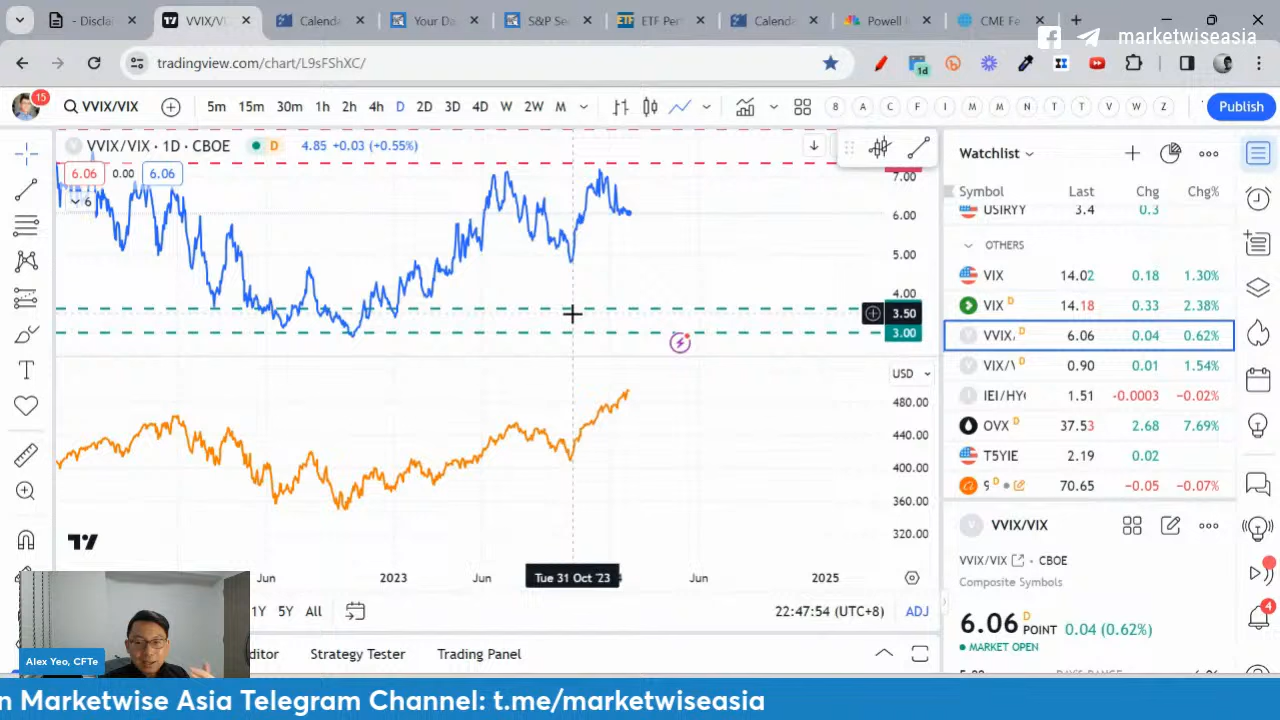 - Disclai
VVIX/VI
Calenda
Your Da
S&P Se
ETF Per
Calenda
Powell I
CME Fe
marketwiseasia
tradingview.com/chart/L9sFShXC/
1d
15
VVIX/VIX
5m 15m 30m 1h 2h 4h D 2D 3D 4D W 2W M
8 A C F I M M N T T V W Z
Publish
VVIX/VIX · 1D · CBOE D 4.85 +0.03 (+0.55%)
6.06 0.00 6.06
6
7.00
6.00
5.00
4.00
3.50
3.00
USD
480.00
440.00
400.00
360.00
320.00
Jun 2023 Jun Tue 31 Oct '23 Jun 2025
1Y 5Y All
22:47:54 (UTC+8) ADJ
ditor Strategy Tester Trading Panel
Watchlist
Symbol Last Chg Chg%
USIRYY 3.4 0.3
OTHERS
VIX 14.02 0.18 1.30%
VIX D 14.18 0.33 2.38%
VVIX/ D 6.06 0.04 0.62%
VIX/V D 0.90 0.01 1.54%
IEI/HY 1.51 -0.0003 -0.02%
OVX D 37.53 2.68 7.69%
T5YIE 2.19 0.02
9 D 70.65 -0.05 -0.07%
VVIX/VIX
VVIX/VIX · CBOE
Composite Symbols
6.06 D POINT 0.04 (0.62%)
MARKET OPEN
4
Alex Yeo, CFTe
n Marketwise Asia Telegram Channel: t.me/marketwiseasia